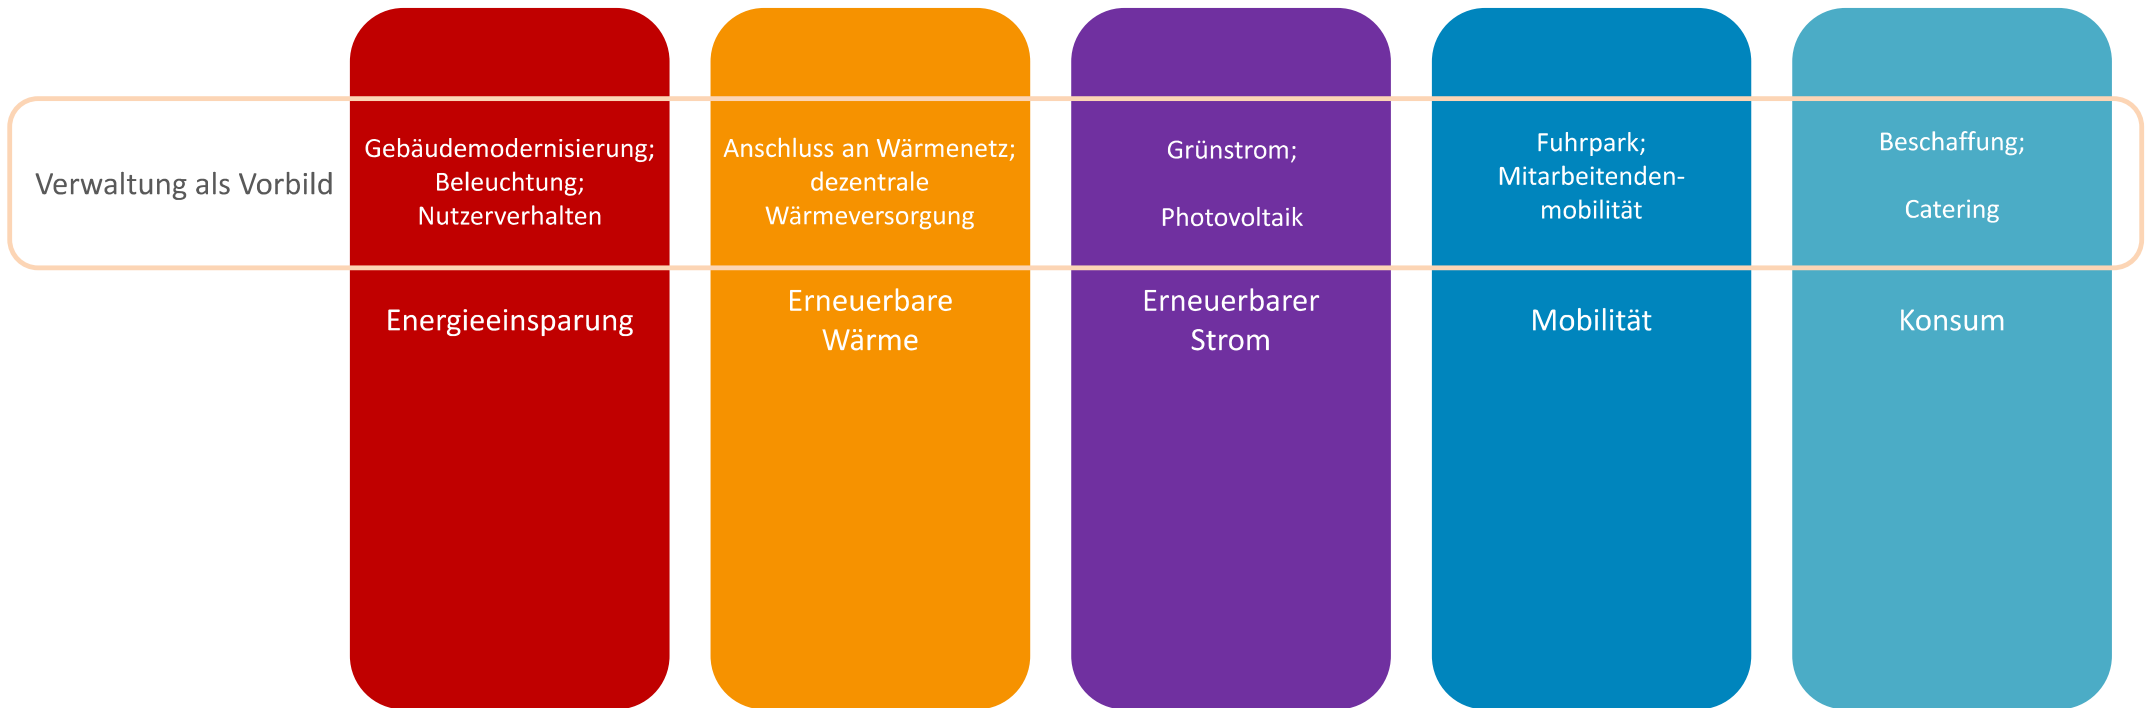 Verwaltung als Vorbild
Gebäudemodernisierung;
Beleuchtung;
Nutzerverhalten
Anschluss an Wärmenetz;
dezentrale
Wärmeversorgung
Grünstrom;
Photovoltaik
Fuhrpark;
Mitarbeitenden-
mobilität
Beschaffung;
Catering
Energieeinsparung
Erneuerbare
Wärme
Erneuerbarer
Strom
Mobilität
Konsum